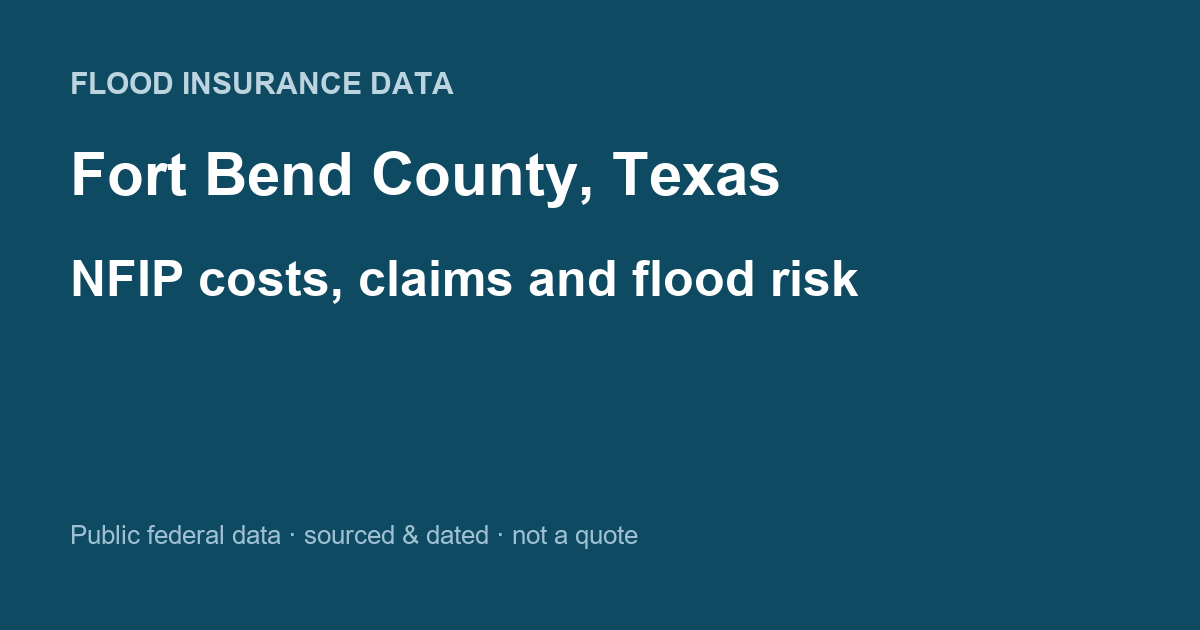 FLOOD INSURANCE DATA
Fort Bend County, Texas
NFIP costs, claims and flood risk
Public federal data · sourced & dated · not a quote